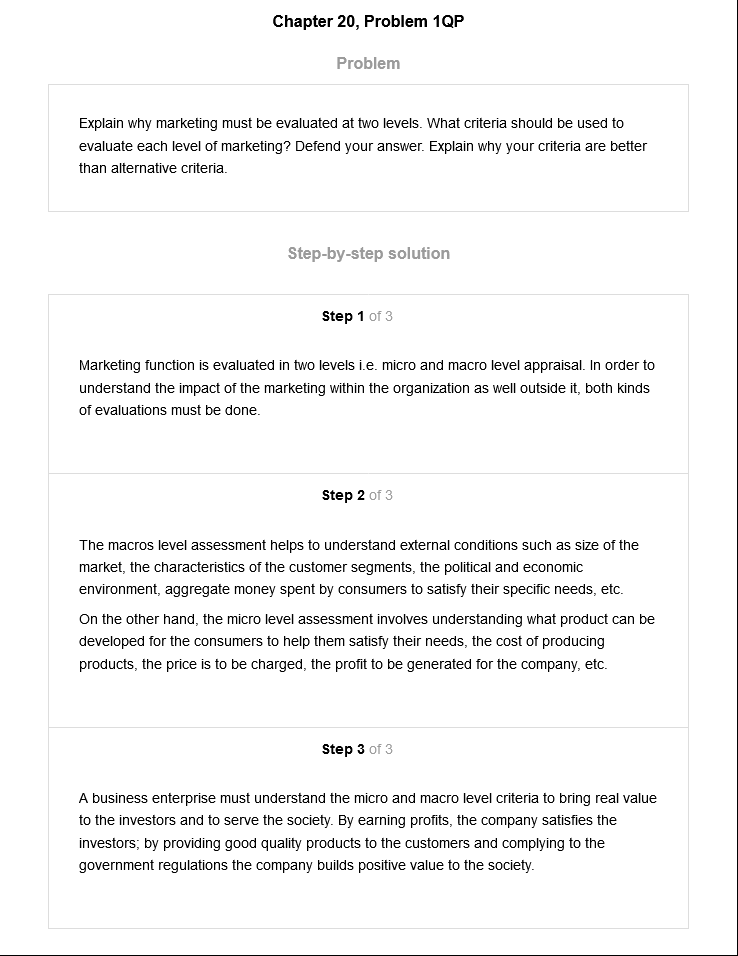 Chapter 20, Problem 1QP
Problem
Explain why marketing must be evaluated at two levels. What criteria should be used to
evaluate each level of marketing? Defend your answer. Explain why your criteria are better
than alternative criteria.
Step-by-step solution
Step 1 of 3
Marketing function is evaluated in two levels i.e. micro and macro level appraisal. In order to
understand the impact of the marketing within the organization as well outside it, both kinds
of evaluations must be done.
Step 2 of 3
The macros level assessment helps to understand external conditions such as size of the
market, the characteristics of the customer segments, the political and economic
environment, aggregate money spent by consumers to satisfy their specific needs, etc.
On the other hand, the micro level assessment involves understanding what product can be
developed for the consumers to help them satisfy their needs, the cost of producing
products, the price is to be charged, the profit to be generated for the company, etc.
Step 3 of 3
A business enterprise must understand the micro and macro level criteria to bring real value
to the investors and to serve the society. By earning profits, the company satisfies the
investors; by providing good quality products to the customers and complying to the
government regulations the company builds positive value to the society.